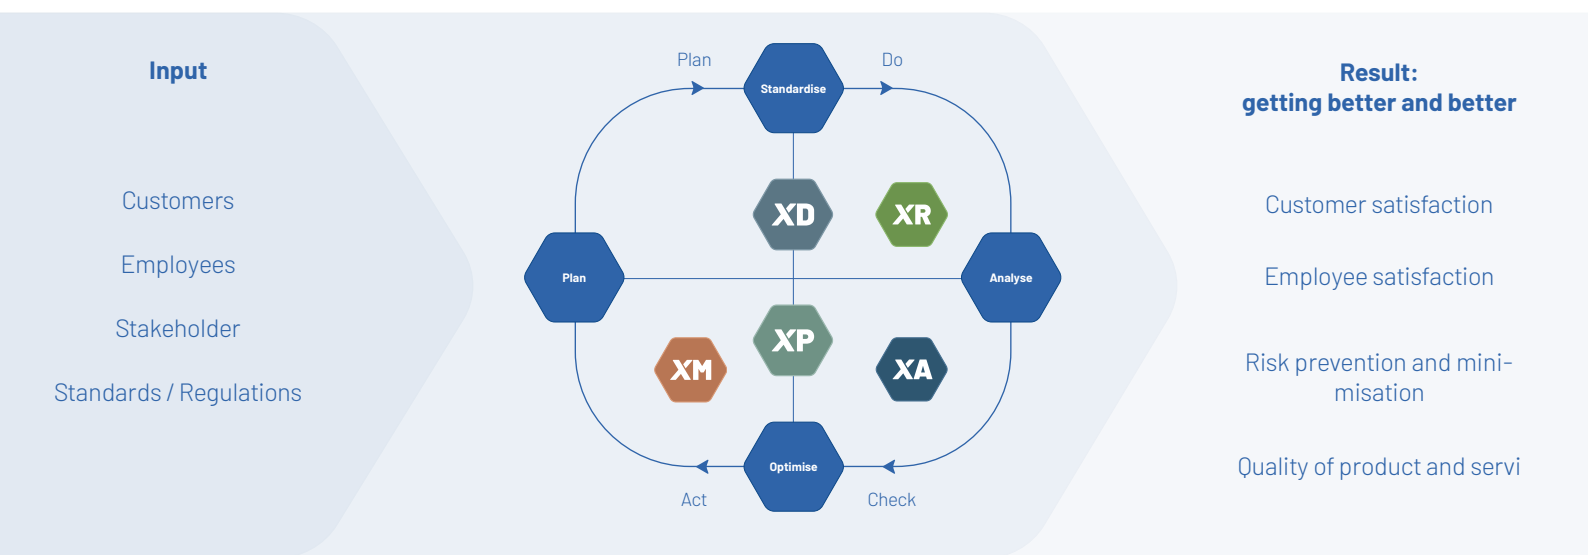 Input
Customers
Employees
Stakeholder
Standards / Regulations
Plan
Do
Standardise
XD
XR
Plan
Analyse
XP
XM
XA
Optimise
Act
Check
Result:
getting better and better
Customer satisfaction
Employee satisfaction
Risk prevention and mini-
misation
Quality of product and servi